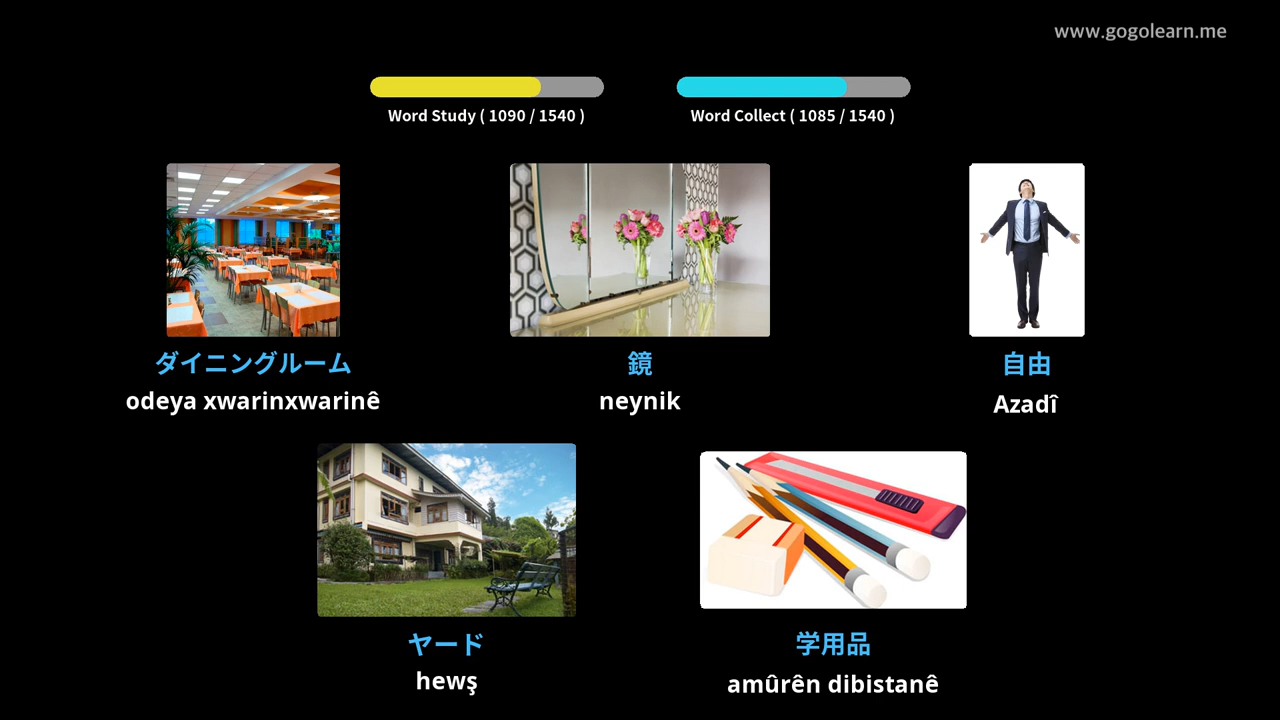 www.gogolearn.me
Word Study ( 1090 / 1540 )
Word Collect ( 1085 / 1540 )
ダイニングルーム
odeya xwarinxwarinê
鏡
neynik
自由
Azadî
ヤード
hewş
学用品
amûrên dibistanê